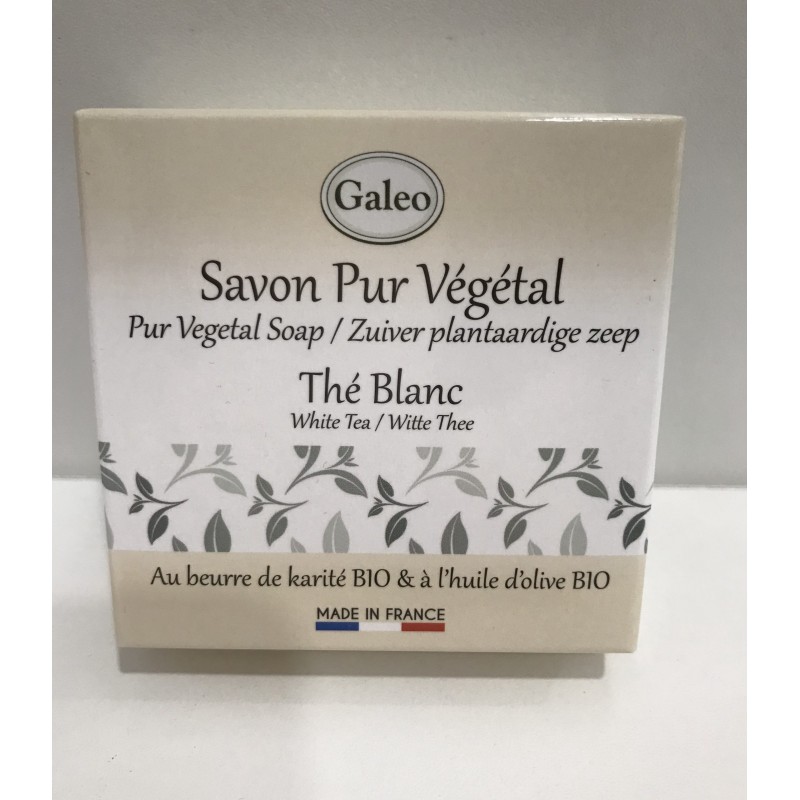 Galeo
Savon Pur Végétal
Pur Vegetal Soap / Zuiver plantaardige zeep
Thé Blanc
White Tea / Witte Thee
Au beurre de karité BIO & à l'huile d'olive BIO
MADE IN FRANCE